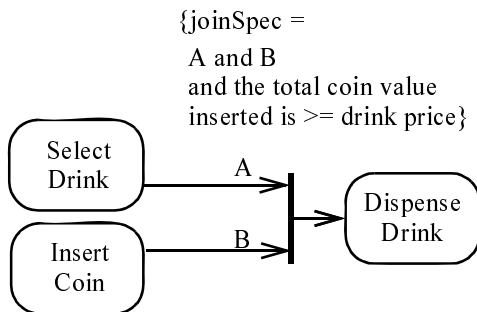 {joinSpec =
A and B
and the total coin value
inserted is >= drink price}
Select
Drink
A
Dispense
Drink
B
Insert
Coin